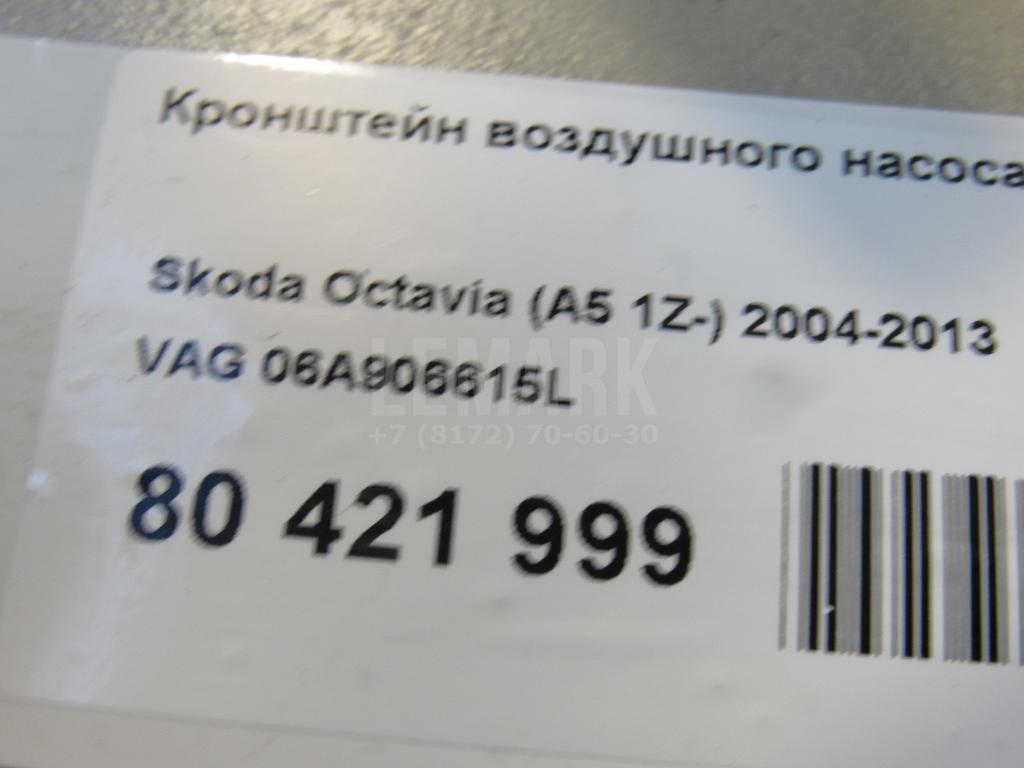 Кронштейн воздушного насоса
Skoda Octavia (A5 1Z-) 2004-2013
VAG 06A906615L
LEMARK
+7 (8172) 70-60-30
80 421 999